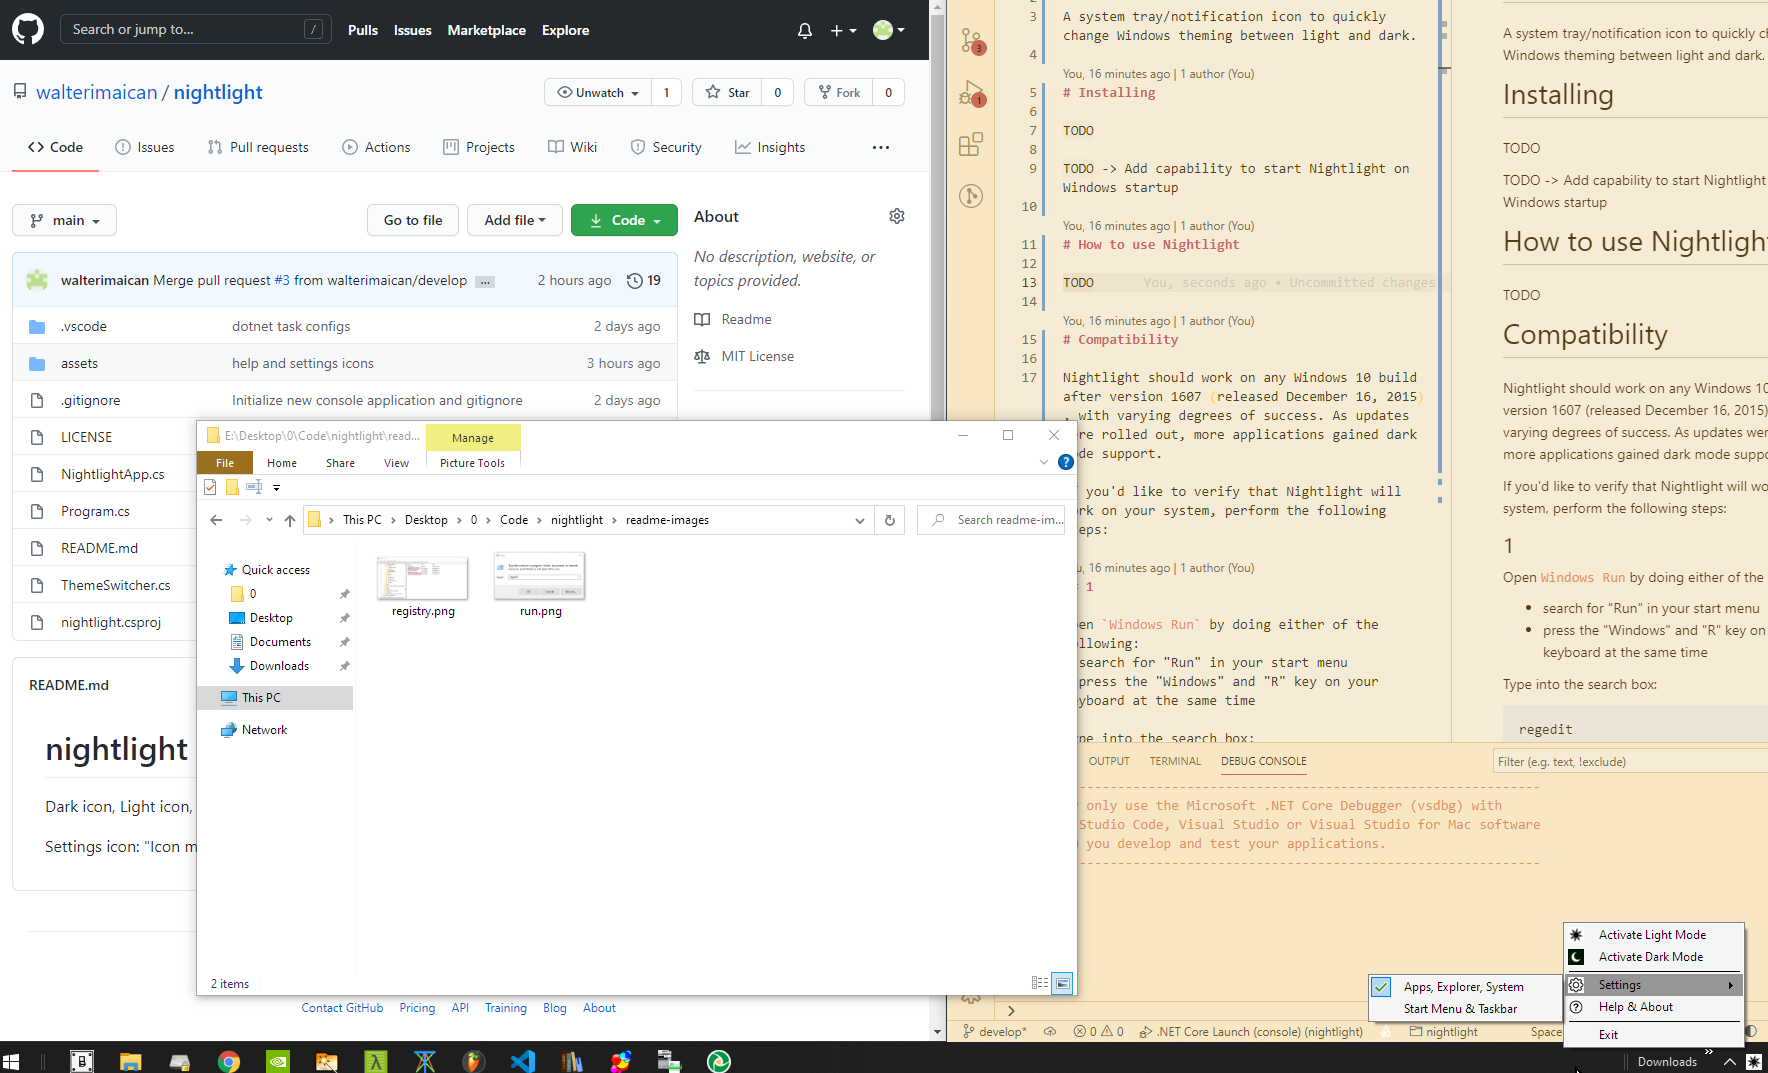 Search or jump to...
/
Pulls
Issues
Marketplace
Explore
walterimaican / nightlight
Unwatch
1
Star
0
Fork
0
Code
Issues
Pull requests
Actions
Projects
Wiki
Security
Insights
main
Go to file
Add file
Code
About
No description, website, or
topics provided.
Readme
MIT License
walterimaican Merge pull request #3 from walterimaican/develop
2 hours ago
19
.vscode
dotnet task configs
2 days ago
assets
help and settings icons
3 hours ago
.gitignore
Initialize new console application and gitignore
2 days ago
LICENSE
NightlightApp.cs
Program.cs
README.md
ThemeSwitcher.cs
nightlight.csproj
README.md
nightlight
Dark icon, Light icon,
Settings icon: "Icon m
Contact GitHub
Pricing
API
Training
Blog
About
E:\Desktop\0\Code\nightlight\read...
Manage
File
Home
Share
View
Picture Tools
This PC
Desktop
0
Code
nightlight
readme-images
Search readme-im...
Quick access
0
Desktop
Documents
Downloads
This PC
Network
registry.png
run.png
2 items
3
1
3 A system tray/notification icon to quickly
change Windows theming between light and dark.
4
You, 16 minutes ago | 1 author (You)
5 # Installing
6
7 TODO
8
9 TODO -> Add capability to start Nightlight on
Windows startup
10
You, 16 minutes ago | 1 author (You)
11 # How to use Nightlight
12
13 TODO You, seconds ago • Uncommitted changes
14
You, 16 minutes ago | 1 author (You)
15 # Compatibility
16
17 Nightlight should work on any Windows 10 build
after version 1607 (released December 16, 2015)
, with varying degrees of success. As updates
ere rolled out, more applications gained dark
de support.
you'd like to verify that Nightlight will
rk on your system, perform the following
eps:
u, 16 minutes ago | 1 author (You)
1
en `Windows Run` by doing either of the
llowing:
search for "Run" in your start menu
press the "Windows" and "R" key on your
yboard at the same time
pe into the search box:
A system tray/notification icon to quickly ch
Windows theming between light and dark.
Installing
TODO
TODO -> Add capability to start Nightlight
Windows startup
How to use Nightlight
TODO
Compatibility
Nightlight should work on any Windows 10
version 1607 (released December 16, 2015)
varying degrees of success. As updates wer
more applications gained dark mode suppo
If you'd like to verify that Nightlight will wo
system, perform the following steps:
1
Open Windows Run by doing either of the
search for "Run" in your start menu
press the "Windows" and "R" key on
keyboard at the same time
Type into the search box:
regedit
OUTPUT
TERMINAL
DEBUG CONSOLE
Filter (e.g. text, !exclude)
only use the Microsoft .NET Core Debugger (vsdbg) with
Studio Code, Visual Studio or Visual Studio for Mac software
you develop and test your applications.
Activate Light Mode
Activate Dark Mode
Settings
Help & About
Exit
Apps, Explorer, System
Start Menu & Taskbar
develop*
0
0
.NET Core Launch (console) (nightlight)
nightlight
Space
Downloads